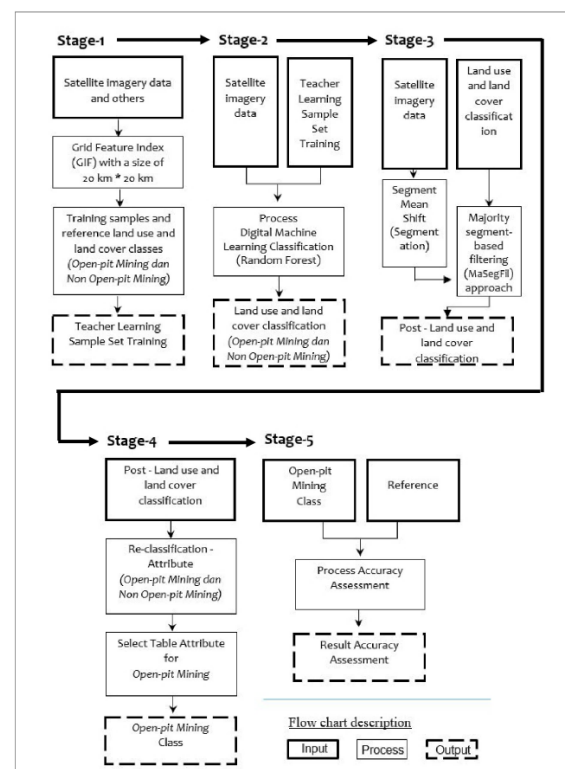 Stage-1
Satellite Imagery data
and others
Grid Feature Index
(GIF) with a size of
20 km * 20 km
Training samples and
reference land use and
land cover classes
(Open-pit Mining dan
Non Open-pit Mining)
Teacher Learning
Sample Set Training
Stage-2
Satellite
imagery
data
Teacher
Learning
Sample
Set
Training
Process
Digital Machine
Learning Classification
(Random Forest)
Land use and land
cover classification
(Open-pit Mining dan
Non Open-pit Mining)
Stage-3
Satellite
Imagery
data
Land use
and land
cover
classificat
ion
Segment
Mean
Shift
(Segment
ation)
Majority
segment-
based
filtering
(MaSegFil)
approach
Post - Land use and land
cover classification
Stage-4
Post - Land use and
land cover
classification
Re-classification -
Attribute
(Open-pit Mining dan
Non Open-pit Mining)
Select Table Attribute
for
Open-pit Mining
Open-pit Mining
Class
Stage-5
Open-pit
Mining
Class
Reference
Process Accuracy
Assessment
Result Accuracy
Assessment
Flow chart description
Input
Process
Output